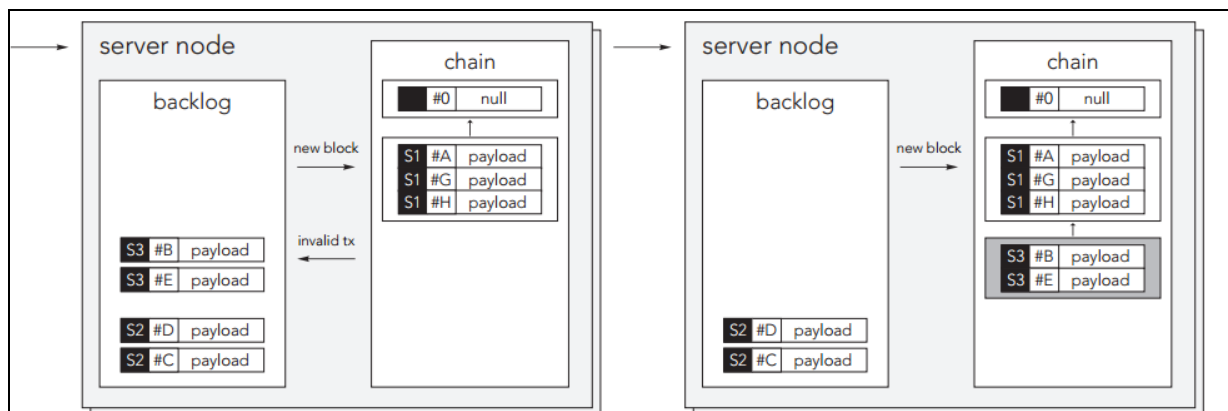 server node
backlog
S3 #B payload
S3 #E payload
S2 #D payload
S2 #C payload
new block
invalid tx
chain
#0 null
S1 #A payload
S1 #G payload
S1 #H payload
server node
backlog
S2 #D payload
S2 #C payload
new block
chain
#0 null
S1 #A payload
S1 #G payload
S1 #H payload
S3 #B payload
S3 #E payload